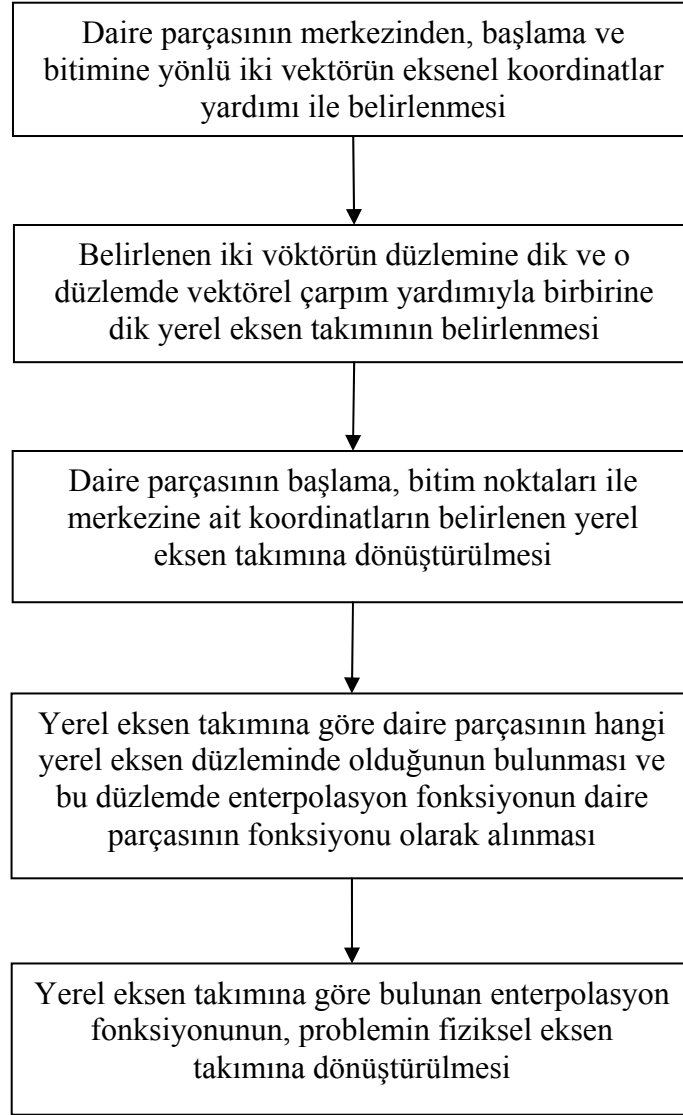 Daire parçasının merkezinden, başlama ve
bitimine yönlü iki vektörün eksenel koordinatlar
yardımı ile belirlenmesi
Belirlenen iki vöktörün düzlemine dik ve o
düzlemde vektörel çarpım yardımıyla birbirine
dik yerel eksen takımının belirlenmesi
Daire parçasının başlama, bitim noktaları ile
merkezine ait koordinatların belirlenen yerel
eksen takımına dönüştürülmesi
Yerel eksen takımına göre daire parçasının hangi
yerel eksen düzleminde olduğunun bulunması ve
bu düzlemde enterpolasyon fonksiyonun daire
parçasının fonksiyonu olarak alınması
Yerel eksen takımına göre bulunan enterpolasyon
fonksiyonunun, problemin fiziksel eksen
takımına dönüştürülmesi